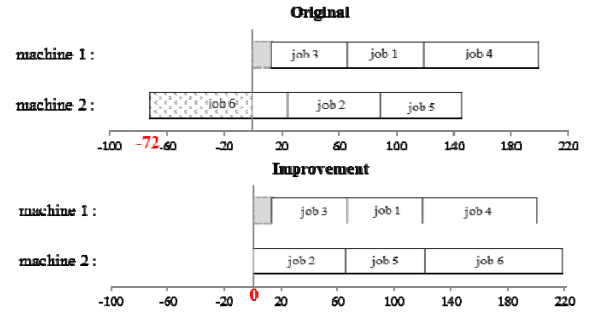 Original
machine 1 :
job 3 job 1 job 4
machine 2 :
job 6 job 2 job 5
-100 -72 -60 -20 20 60 100 140 180 220
Improvement
machine 1 :
job 3 job 1 job 4
machine 2 :
job 2 job 5 job 6
-100 -60 -20 0 20 60 100 140 180 220